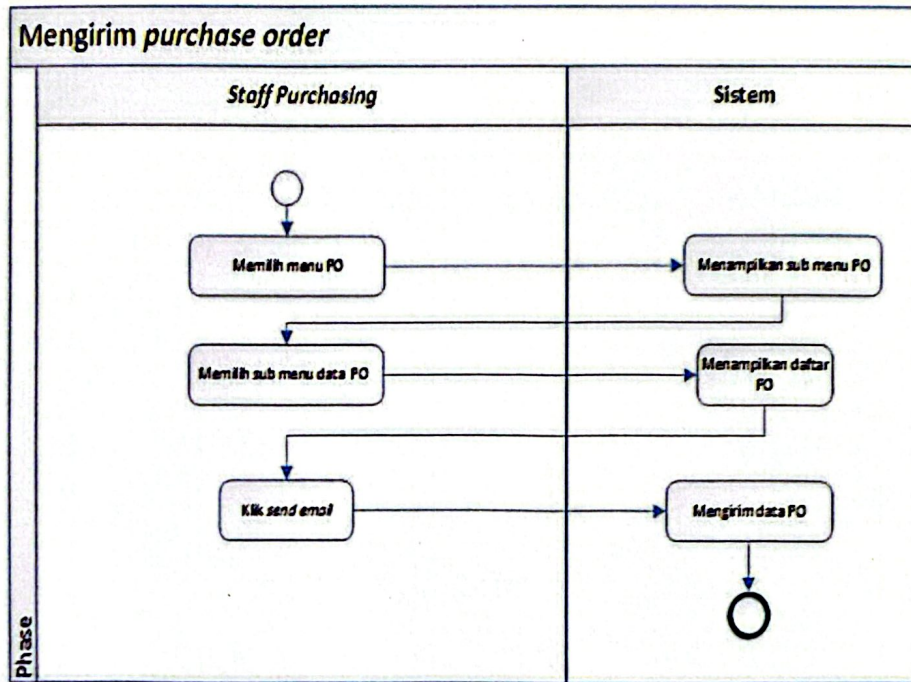 Mengirim purchase order
Staff Purchasing
Sistem
Memilih menu PO
Menampilkan sub menu PO
Memilih sub menu data PO
Menampilkan daftar
PO
Klik send email
Mengirim data PO
Phase